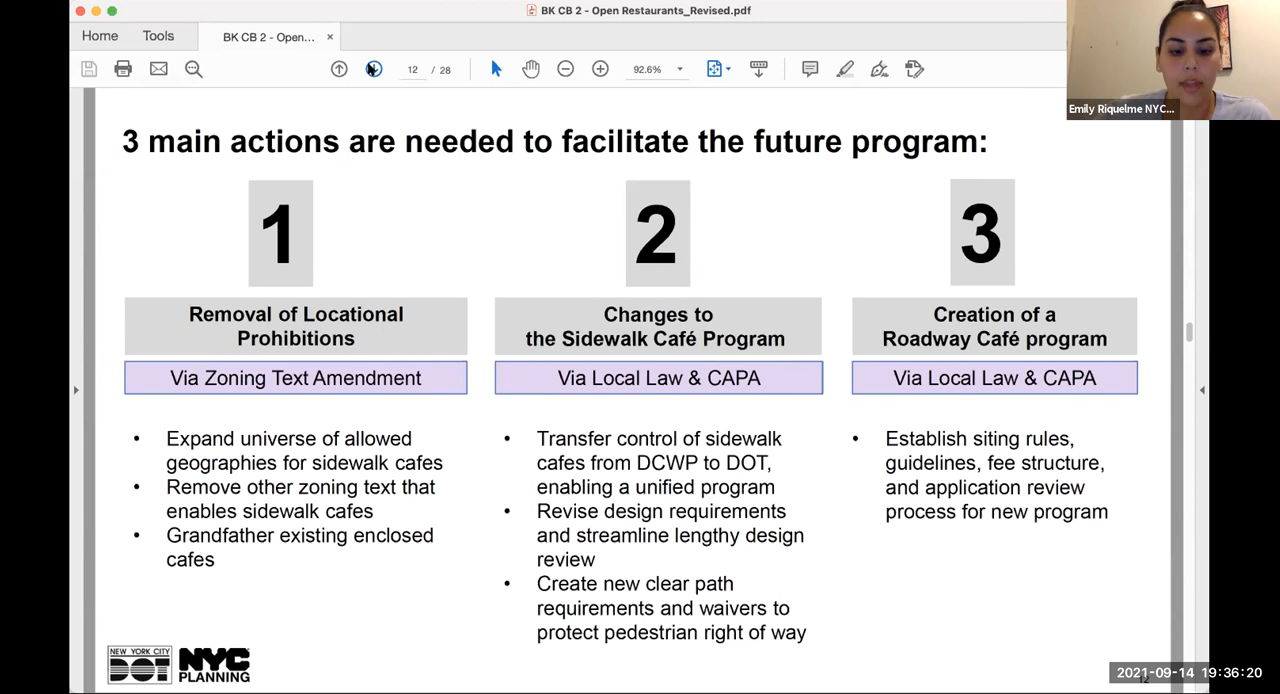 BK CB 2 - Open Restaurants_Revised.pdf
Home
Tools
BK CB 2 - Open...
×
12 / 28
92.6%
Emily Riquelme NYC...
3 main actions are needed to facilitate the future program:
1
Removal of Locational
Prohibitions
Via Zoning Text Amendment
• Expand universe of allowed
geographies for sidewalk cafes
• Remove other zoning text that
enables sidewalk cafes
• Grandfather existing enclosed
cafes
2
Changes to
the Sidewalk Café Program
Via Local Law & CAPA
• Transfer control of sidewalk
cafes from DCWP to DOT,
enabling a unified program
• Revise design requirements
and streamline lengthy design
review
• Create new clear path
requirements and waivers to
protect pedestrian right of way
3
Creation of a
Roadway Café program
Via Local Law & CAPA
• Establish siting rules,
guidelines, fee structure,
and application review
process for new program
NEW YORK CITY
DOT
NYC
PLANNING
2021-09-14 19:36:20